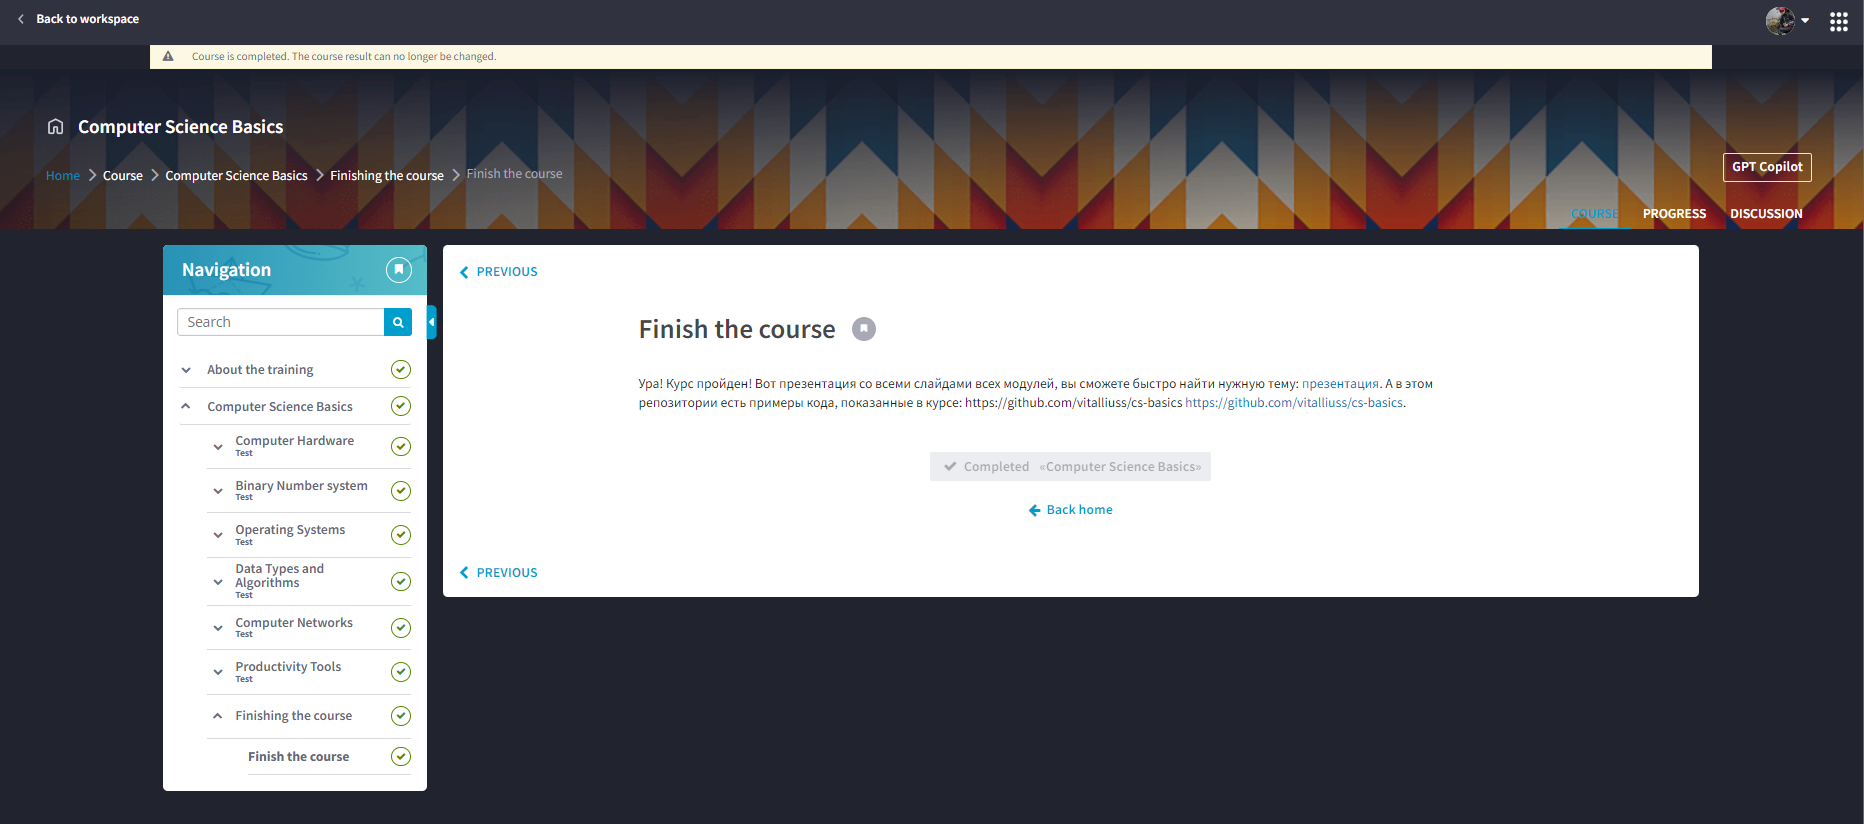 Back to workspace
Course is completed. The course result can no longer be changed.
Computer Science Basics
Home > Course > Computer Science Basics > Finishing the course > Finish the course
GPT Copilot
COURSE PROGRESS DISCUSSION
Navigation
Search
About the training
Computer Science Basics
Computer Hardware
Test
Binary Number system
Test
Operating Systems
Test
Data Types and
Algorithms
Test
Computer Networks
Test
Productivity Tools
Test
Finishing the course
Finish the course
PREVIOUS
Finish the course
Ура! Курс пройден! Вот презентация со всеми слайдами всех модулей, вы сможете быстро найти нужную тему: презентация. А в этом
репозитории есть примеры кода, показанные в курсе: https://github.com/vitalliuss/cs-basics https://github.com/vitalliuss/cs-basics.
Completed «Computer Science Basics»
Back home
PREVIOUS